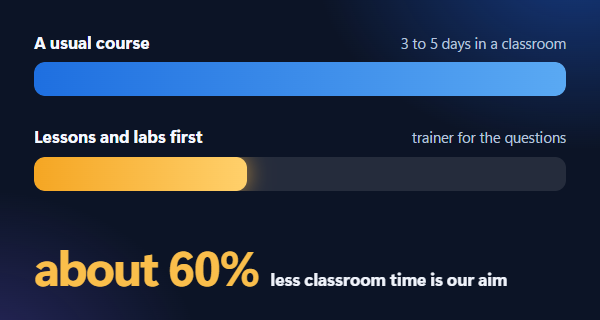 A usual course
3 to 5 days in a classroom
Lessons and labs first
trainer for the questions
about 60% less classroom time is our aim